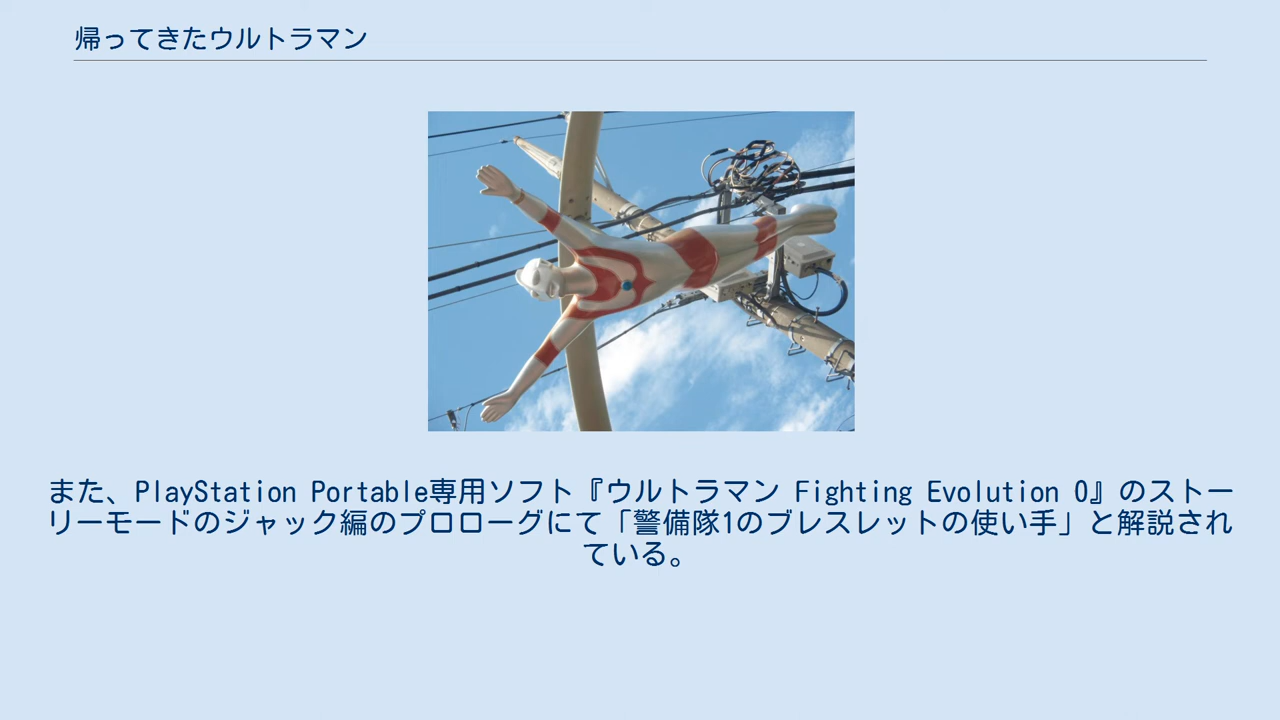 帰ってきたウルトラマン
また、PlayStation Portable専用ソフト『ウルトラマン Fighting Evolution 0』のストー
リーモードのジャック編のプロローグにて「警備隊1のブレスレットの使い手」と解説され
ている。